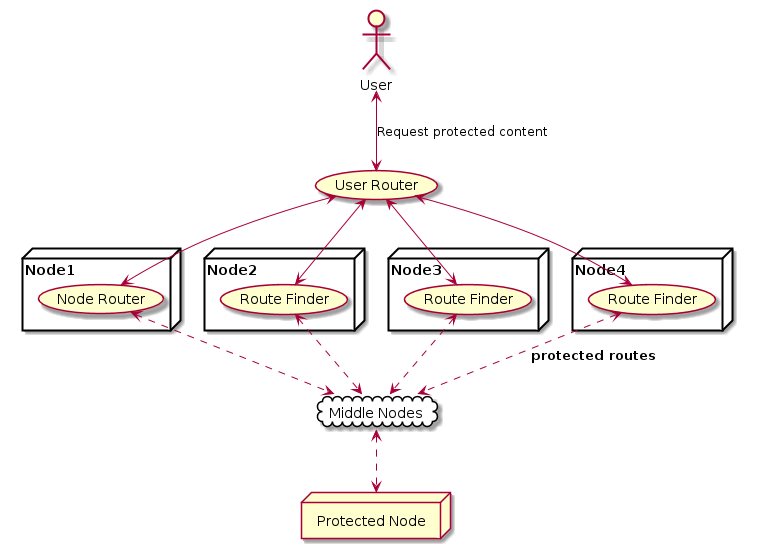 User
Request protected content
User Router
Node1
Node2
Node3
Node4
Node Router
Route Finder
Route Finder
Route Finder
protected routes
Middle Nodes
Protected Node